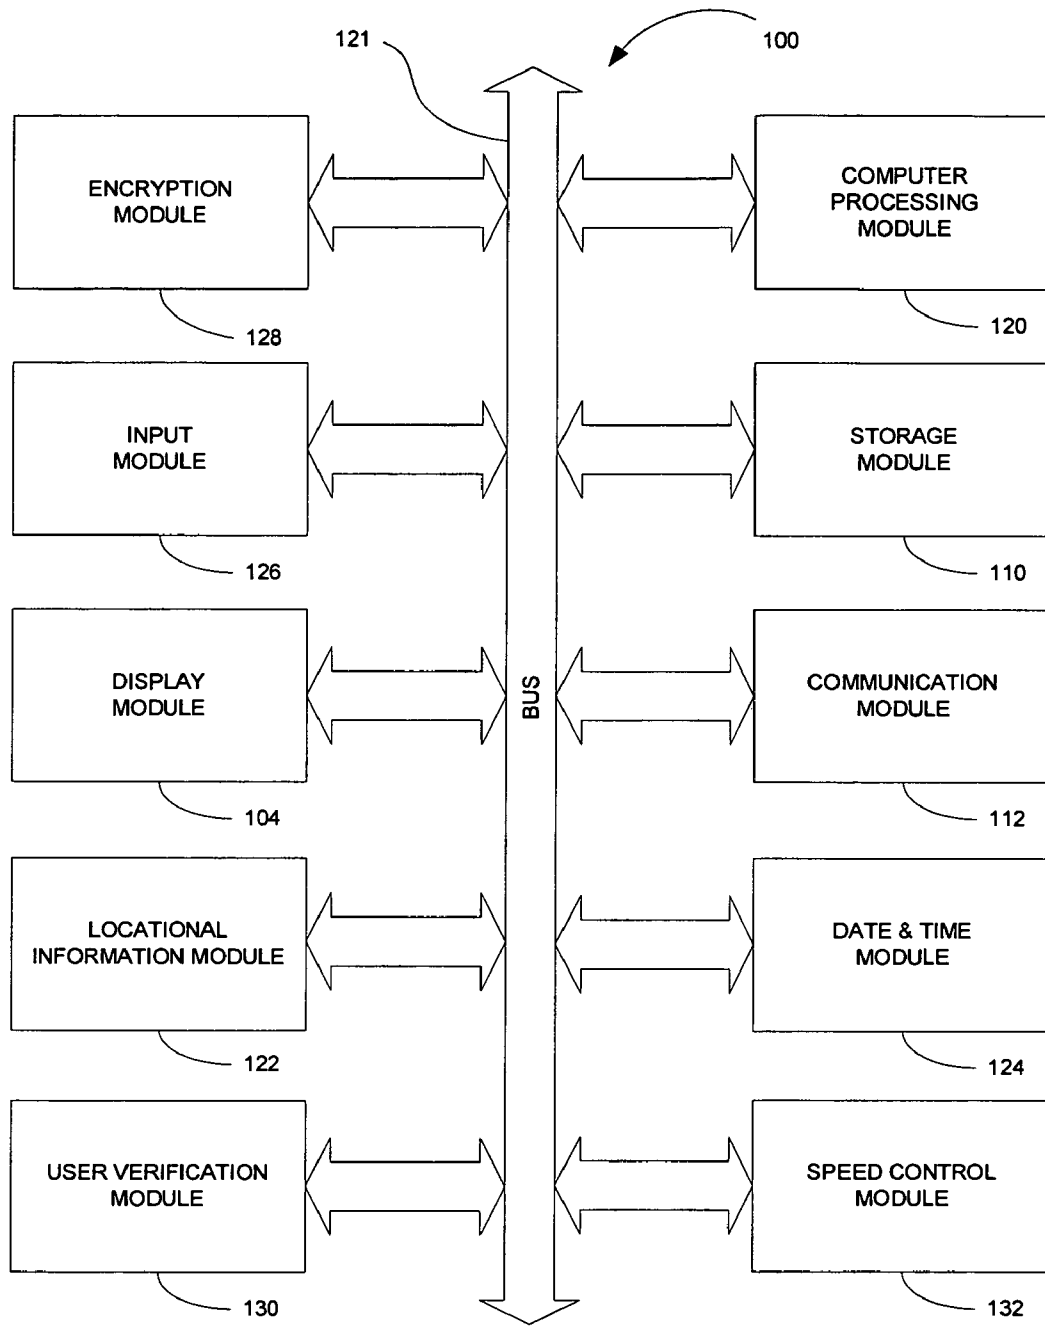 121
100
ENCRYPTION
MODULE
128
COMPUTER
PROCESSING
MODULE
120
INPUT
MODULE
126
STORAGE
MODULE
110
DISPLAY
MODULE
104
BUS
COMMUNICATION
MODULE
112
LOCATIONAL
INFORMATION MODULE
122
DATE & TIME
MODULE
124
USER VERIFICATION
MODULE
130
SPEED CONTROL
MODULE
132